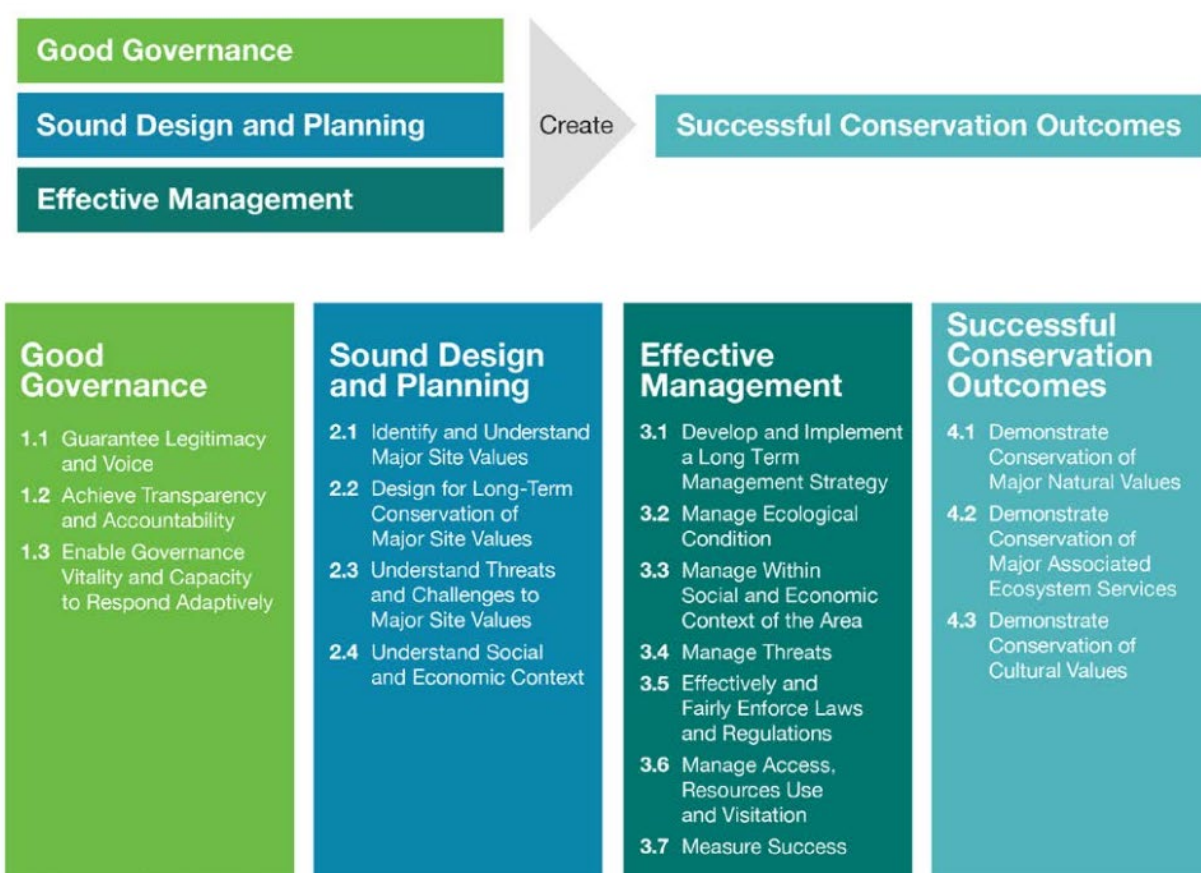 Good Governance
Sound Design and Planning
Effective Management
Create
Successful Conservation Outcomes
Good
Governance
1.1 Guarantee Legitimacy
and Voice
1.2 Achieve Transparency
and Accountability
1.3 Enable Governance
Vitality and Capacity
to Respond Adaptively
Sound Design
and Planning
2.1 Identify and Understand
Major Site Values
2.2 Design for Long-Term
Conservation of
Major Site Values
2.3 Understand Threats
and Challenges to
Major Site Values
2.4 Understand Social
and Economic Context
Effective
Management
3.1 Develop and Implement
a Long Term
Management Strategy
3.2 Manage Ecological
Condition
3.3 Manage Within
Social and Economic
Context of the Area
3.4 Manage Threats
3.5 Effectively and
Fairly Enforce Laws
and Regulations
3.6 Manage Access,
Resources Use
and Visitation
3.7 Measure Success
Successful
Conservation
Outcomes
4.1 Demonstrate
Conservation of
Major Natural Values
4.2 Demonstrate
Conservation of
Major Associated
Ecosystem Services
4.3 Demonstrate
Conservation of
Cultural Values